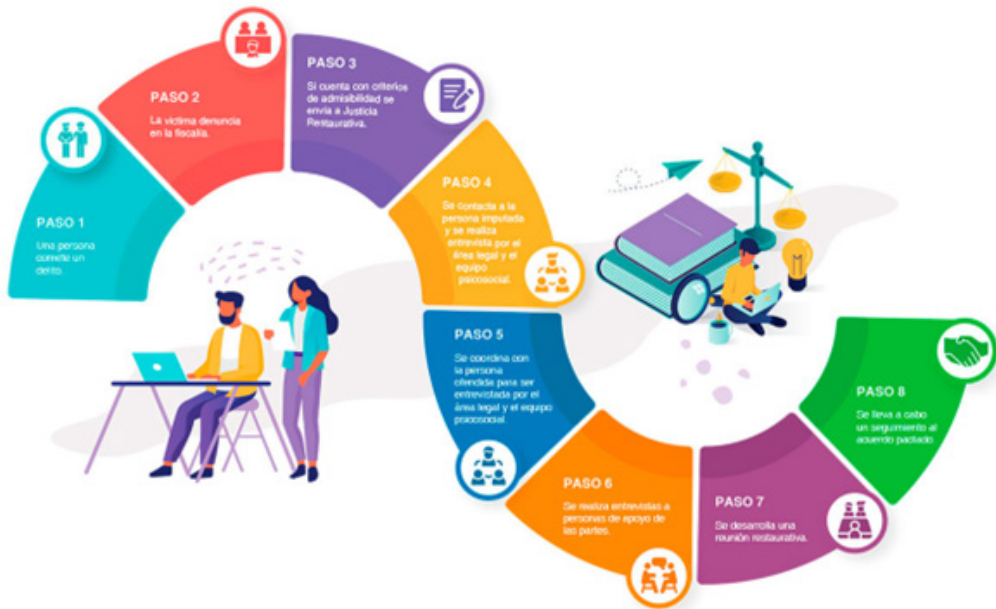 PASO 1
Una persona
comete un
delito.
PASO 2
La víctima denuncia
en la fiscalía.
PASO 3
Si cuenta con criterios
de admisibilidad se
envía a Justicia
Restaurativa.
PASO 4
Se contacta a la
persona imputada
y se realiza
entrevista por el
área legal y el
equipo
psicosocial.
PASO 5
Se coordina con
la persona
ofendida para ser
entrevistada por el
área legal y el equipo
psicosocial.
PASO 6
Se realiza entrevistas a
personas de apoyo de
las partes.
PASO 7
Se desarrolla una
reunión restaurativa.
PASO 8
Se lleva a cabo
un seguimiento al
acuerdo pactado.